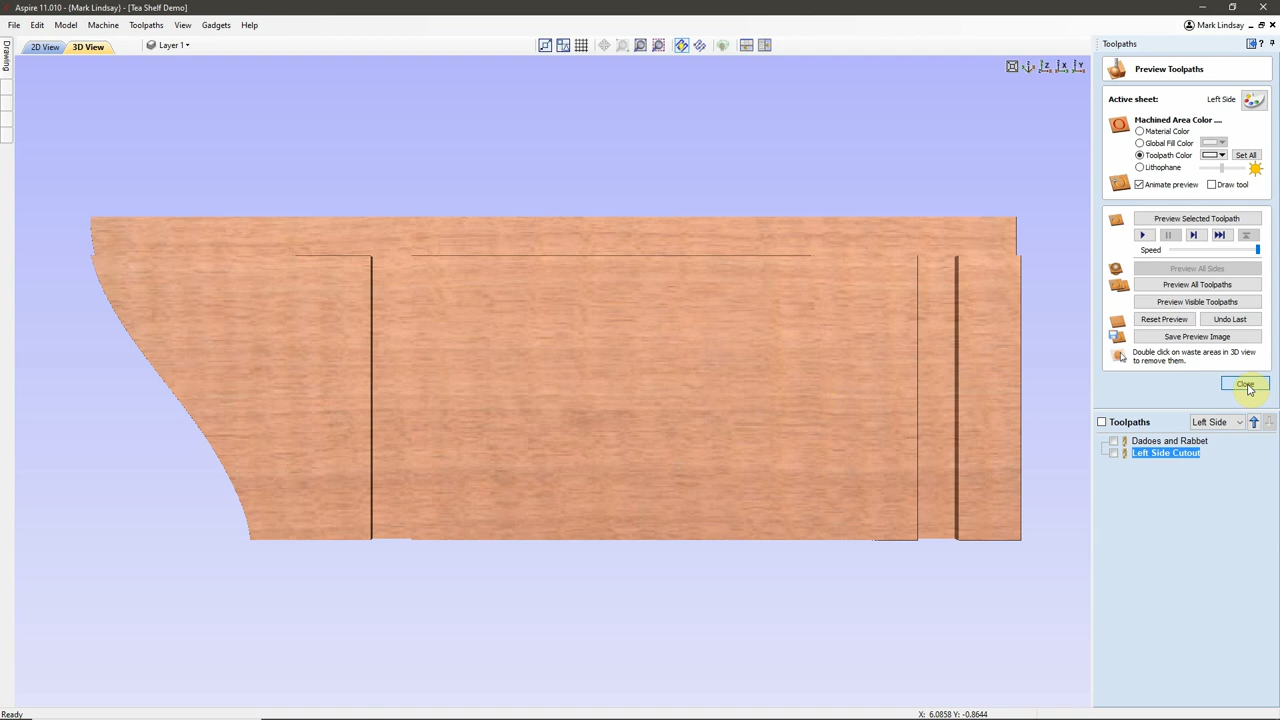 Aspire 11.010 - (Mark Lindsay) - [Tea Shelf Demo]
File Edit Model Machine Toolpaths View Gadgets Help
Mark Lindsay
Drawing
2D View 3D View Layer 1
Toolpaths
Preview Toolpaths
Active sheet: Left Side
Machined Area Color ....
Material Color
Global Fill Color
Toolpath Color Set All
Lithophane
Animate preview Draw tool
Preview Selected Toolpath
Speed
Preview All Sides
Preview All Toolpaths
Preview Visible Toolpaths
Reset Preview Undo Last
Save Preview Image
Double click on waste areas in 3D view
to remove them.
Close
Toolpaths Left Side
Dadoes and Rabbet
Left Side Cutout
Ready X: 6.0858 Y: -0.8644